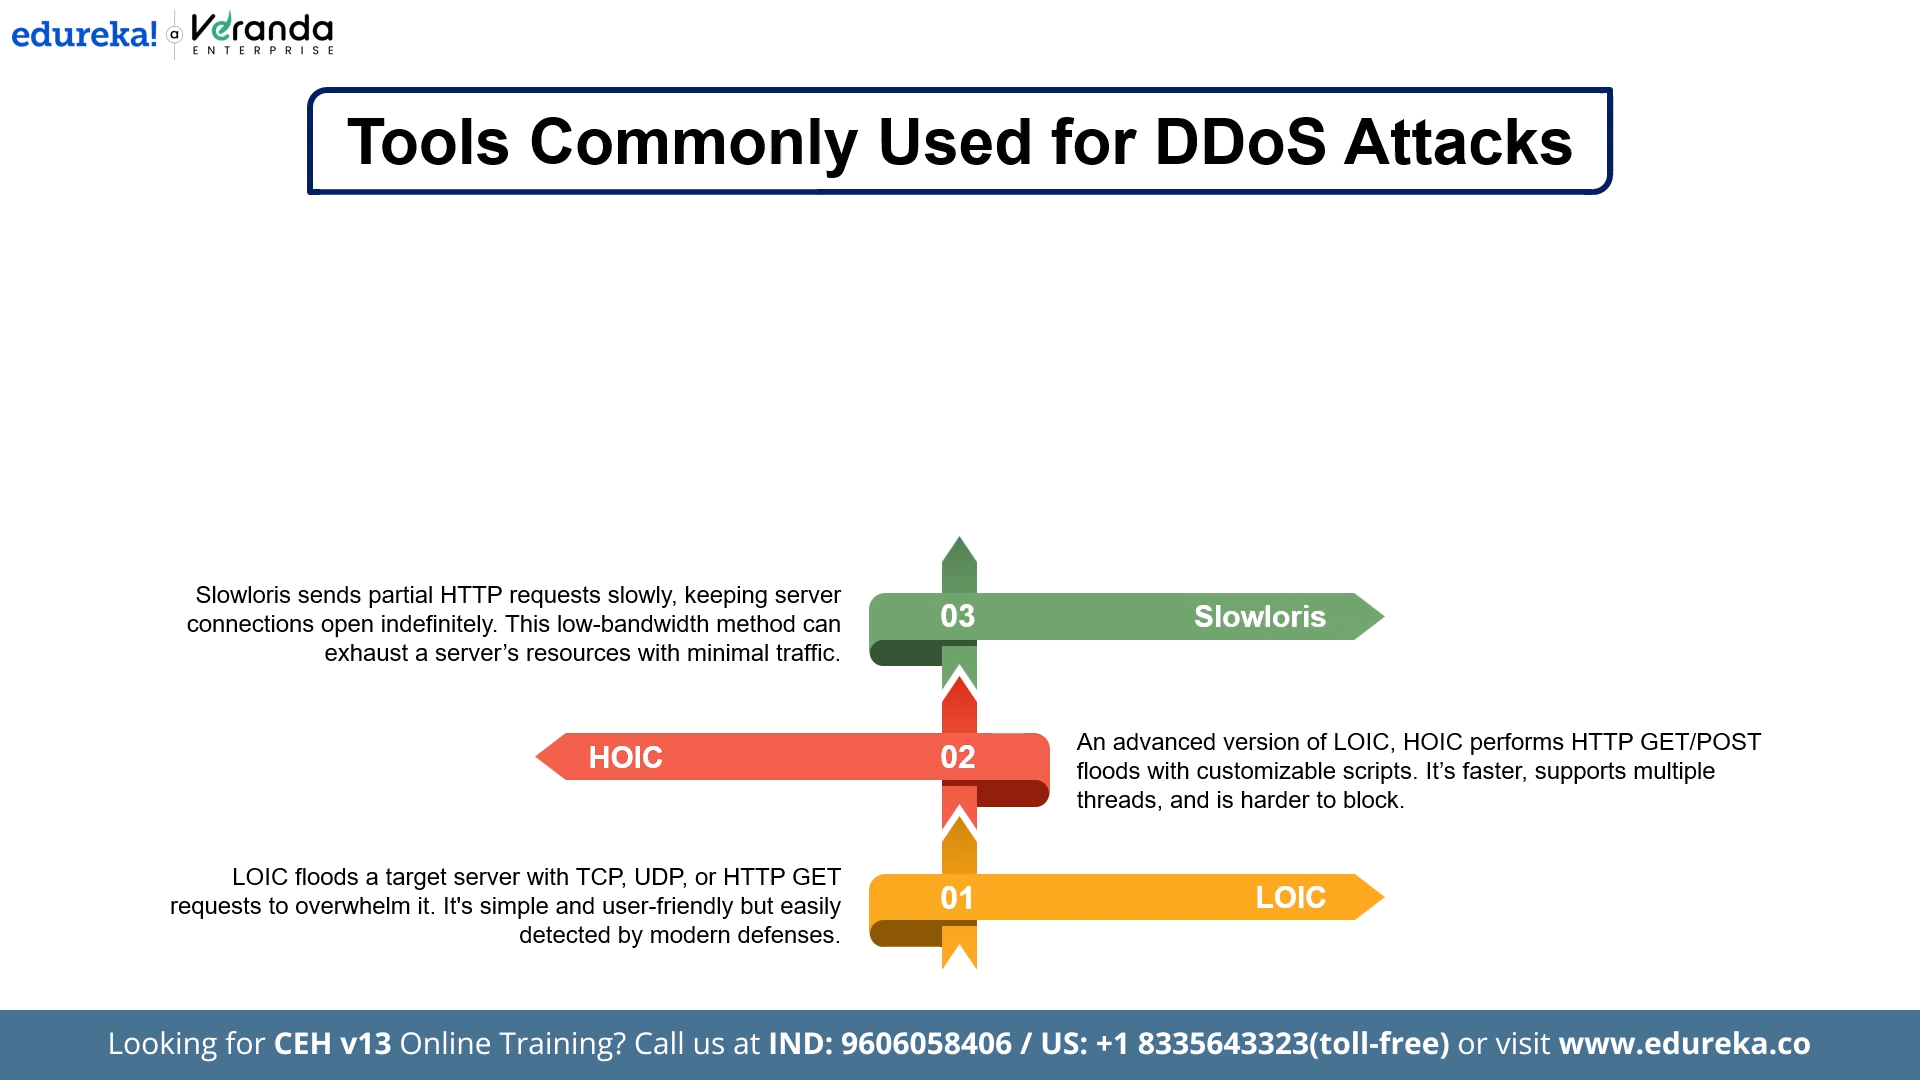 edureka! a Veranda
ENTERPRISE
Tools Commonly Used for DDoS Attacks
Slowloris sends partial HTTP requests slowly, keeping server
connections open indefinitely. This low-bandwidth method can
exhaust a server’s resources with minimal traffic.
03 Slowloris
HOIC 02
An advanced version of LOIC, HOIC performs HTTP GET/POST
floods with customizable scripts. It’s faster, supports multiple
threads, and is harder to block.
LOIC floods a target server with TCP, UDP, or HTTP GET
requests to overwhelm it. It's simple and user-friendly but easily
detected by modern defenses.
01 LOIC
Looking for CEH v13 Online Training? Call us at IND: 9606058406 / US: +1 8335643323(toll-free) or visit www.edureka.co